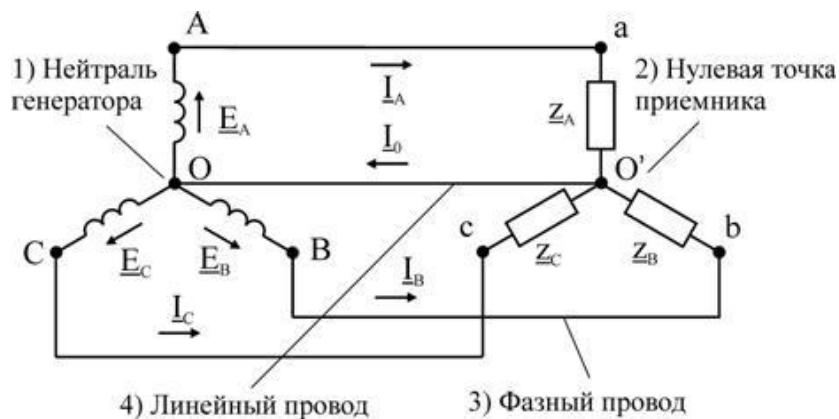 A
a
1) Нейтраль
генератора
I_A
2) Нулевая точка
приемника
E_A
z_A
I_0
O
O'
C
E_C
E_B
B
c
z_C
z_B
b
I_B
I_C
4) Линейный провод
3) Фазный провод